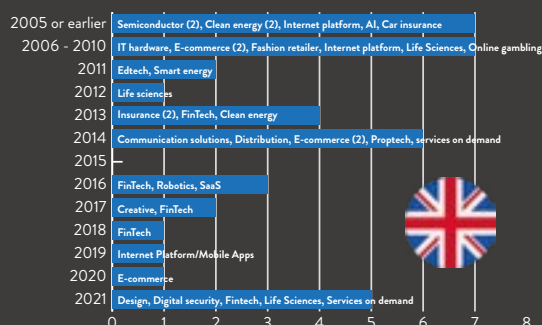 2005 or earlier Semiconductor (2), Clean energy (2), Internet platform, AI, Car insurance
2006 - 2010 IT hardware, E-commerce (2), Fashion retailer, Internet platform, Life Sciences, Online gambling
2011 Edtech, Smart energy
2012 Life sciences
2013 Insurance (2), FinTech, Clean energy
2014 Communication solutions, Distribution, E-commerce (2), Proptech, services on demand
2015
2016 FinTech, Robotics, SaaS
2017 Creative, FinTech
2018 FinTech
2019 Internet Platform/Mobile Apps
2020 E-commerce
2021 Design, Digital security, Fintech, Life Sciences, Services on demand
0 1 2 3 4 5 6 7 8